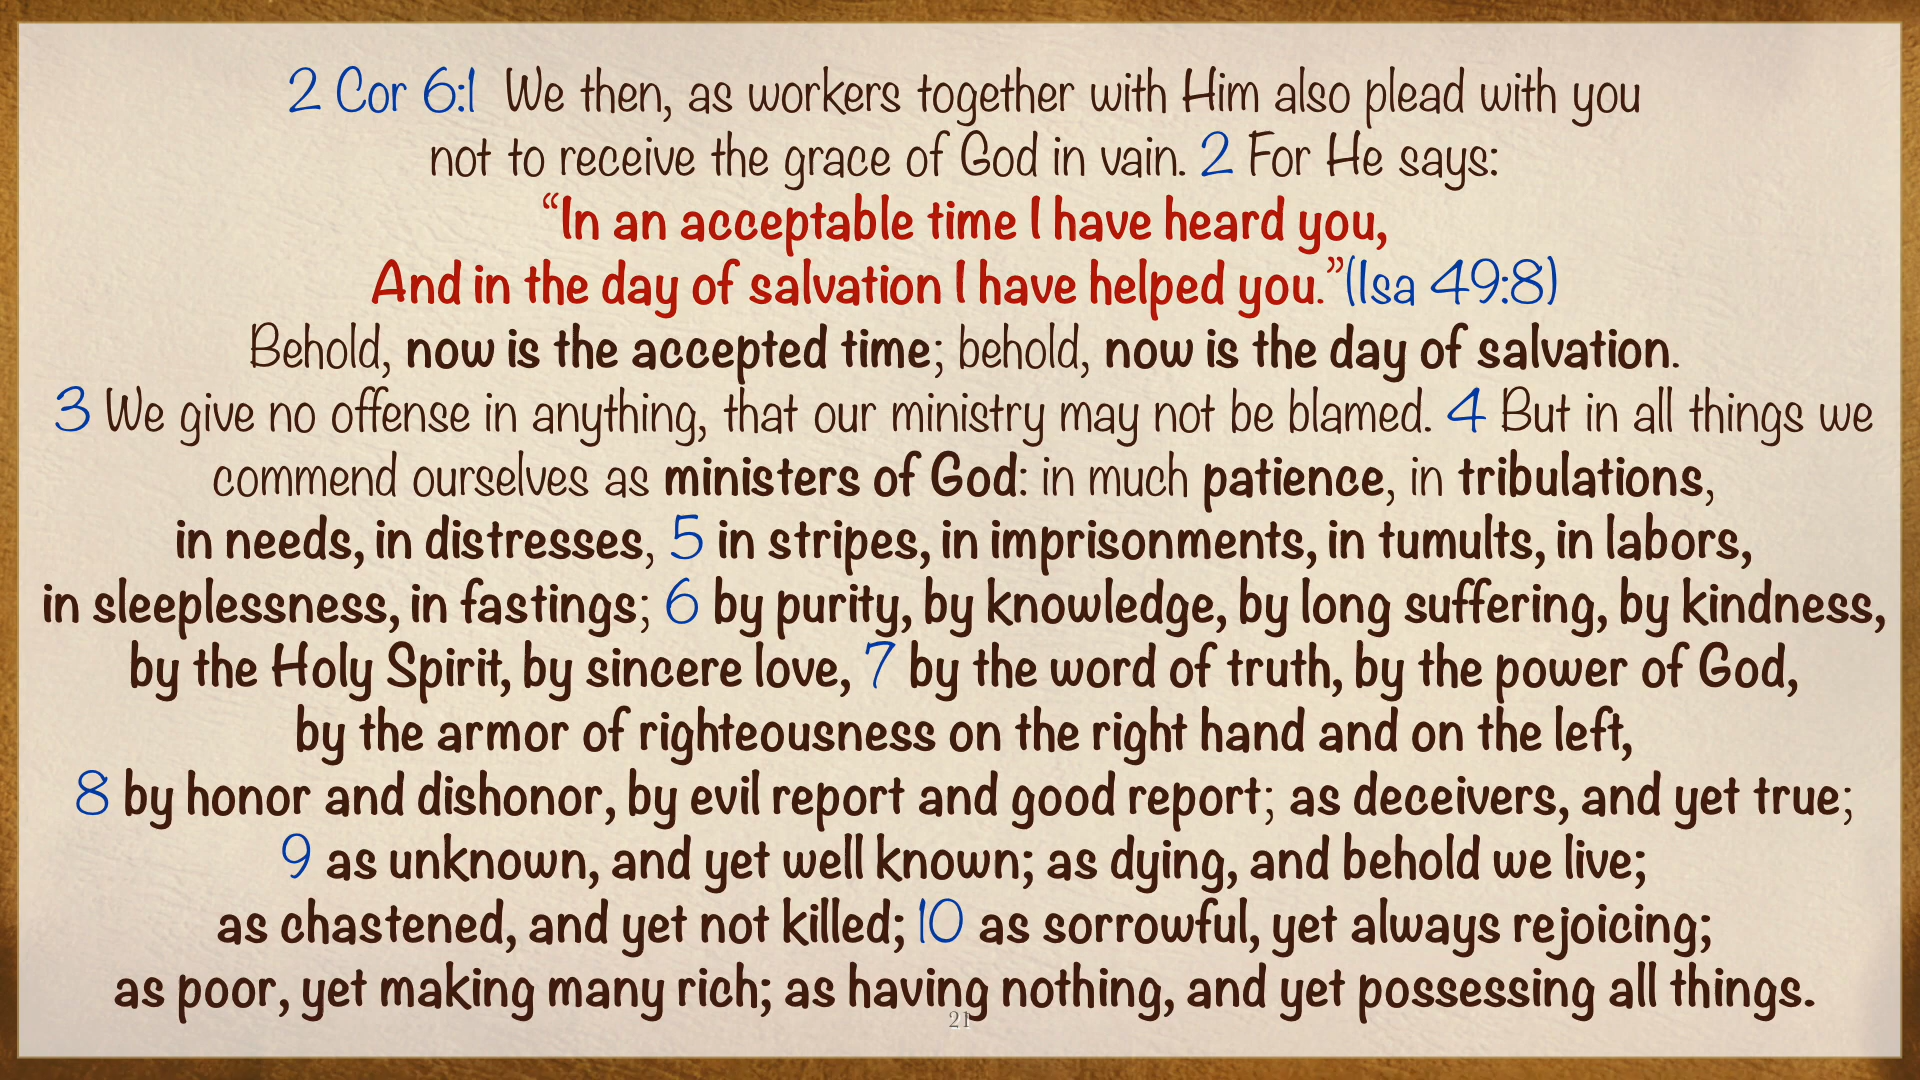 2 Cor 6:1 We then, as workers together with Him also plead with you
not to receive the grace of God in vain. 2 For He says:
“In an acceptable time I have heard you,
And in the day of salvation I have helped you.”(Isa 49:8)
Behold, now is the accepted time; behold, now is the day of salvation.
3 We give no offense in anything, that our ministry may not be blamed. 4 But in all things we
commend ourselves as ministers of God: in much patience, in tribulations,
in needs, in distresses, 5 in stripes, in imprisonments, in tumults, in labors,
in sleeplessness, in fastings; 6 by purity, by knowledge, by long suffering, by kindness,
by the Holy Spirit, by sincere love, 7 by the word of truth, by the power of God,
by the armor of righteousness on the right hand and on the left,
8 by honor and dishonor, by evil report and good report; as deceivers, and yet true;
9 as unknown, and yet well known; as dying, and behold we live;
as chastened, and yet not killed; 10 as sorrowful, yet always rejoicing;
as poor, yet making many rich; as having nothing, and yet possessing all things.
21